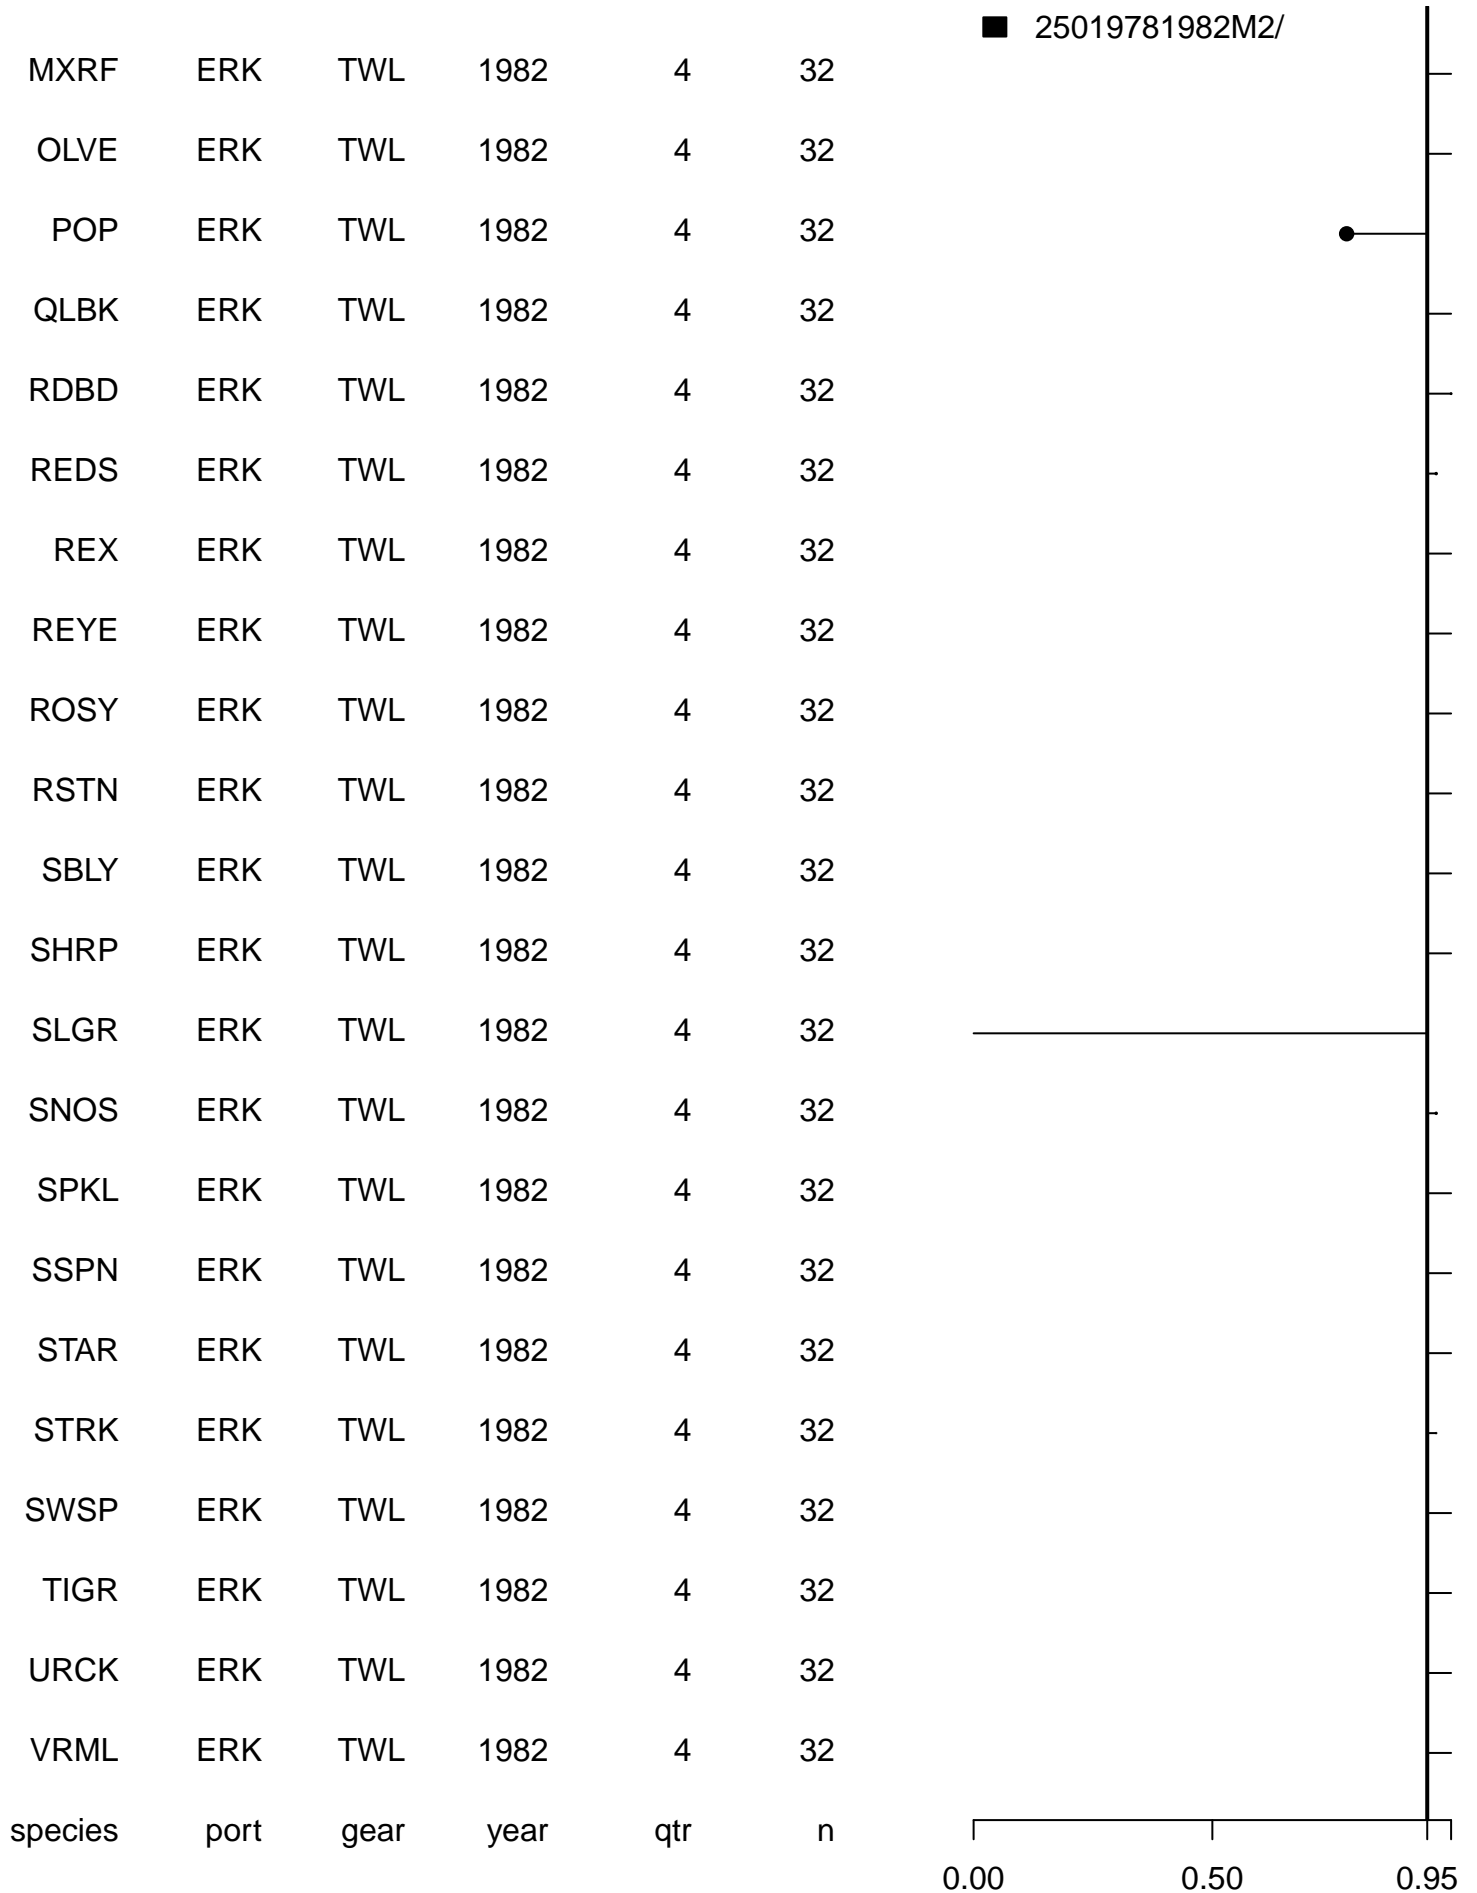 25019781982M2/
MXRF ERK TWL 1982 4 32
OLVE ERK TWL 1982 4 32
POP ERK TWL 1982 4 32
QLBK ERK TWL 1982 4 32
RDBD ERK TWL 1982 4 32
REDS ERK TWL 1982 4 32
REX ERK TWL 1982 4 32
REYE ERK TWL 1982 4 32
ROSY ERK TWL 1982 4 32
RSTN ERK TWL 1982 4 32
SBLY ERK TWL 1982 4 32
SHRP ERK TWL 1982 4 32
SLGR ERK TWL 1982 4 32
SNOS ERK TWL 1982 4 32
SPKL ERK TWL 1982 4 32
SSPN ERK TWL 1982 4 32
STAR ERK TWL 1982 4 32
STRK ERK TWL 1982 4 32
SWSP ERK TWL 1982 4 32
TIGR ERK TWL 1982 4 32
URCK ERK TWL 1982 4 32
VRML ERK TWL 1982 4 32
species port gear year qtr n
0.00 0.50 0.95